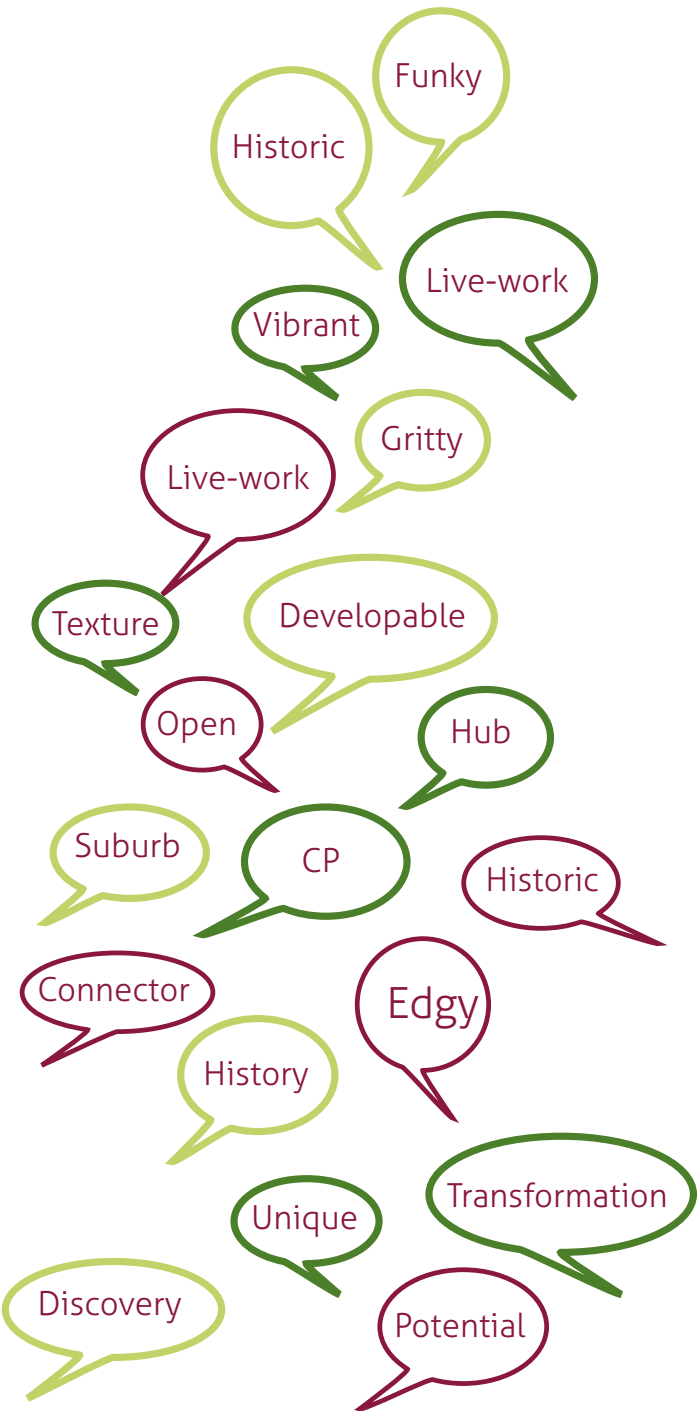 Funky
Historic
Live-work
Vibrant
Gritty
Live-work
Texture
Developable
Open
Hub
Suburb
CP
Historic
Connector
Edgy
History
Transformation
Unique
Discovery
Potential